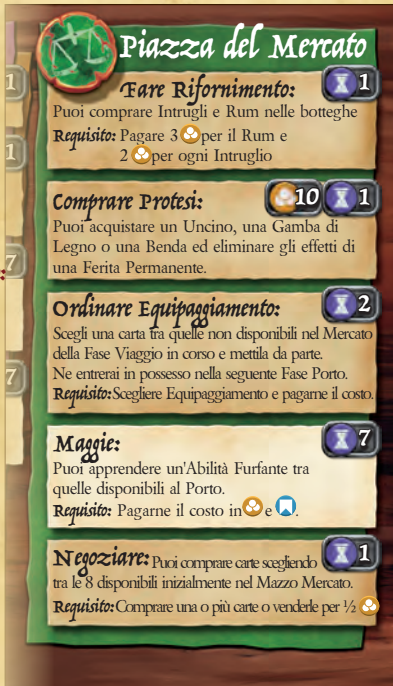 Piazza del Mercato
1
1
7
7
Fare Rifornimento: 1
Puoi comprare Intrugli e Rum nelle botteghe
Requisito: Pagare 3 per il Rum e
2 per ogni Intruglio
Comprare Protesi: 10 1
Puoi acquistare un Uncino, una Gamba di
Legno o una Benda ed eliminare gli effetti di
una Ferita Permanente.
Ordinare Equipaggiamento: 2
Scegli una carta tra quelle non disponibili nel Mercato
della Fase Viaggio in corso e mettila da parte.
Ne entrerai in possesso nella seguente Fase Porto.
Requisito: Scegliere Equipaggiamento e pagarne il costo.
Maggie: 7
Puoi apprendere un'Abilità Furfante tra
quelle disponibili al Porto.
Requisito: Pagarne il costo in e .
Negoziare: Puoi comprare carte scegliendo 1
tra le 8 disponibili inizialmente nel Mazzo Mercato.
Requisito: Comprare una o più carte o venderle per ½